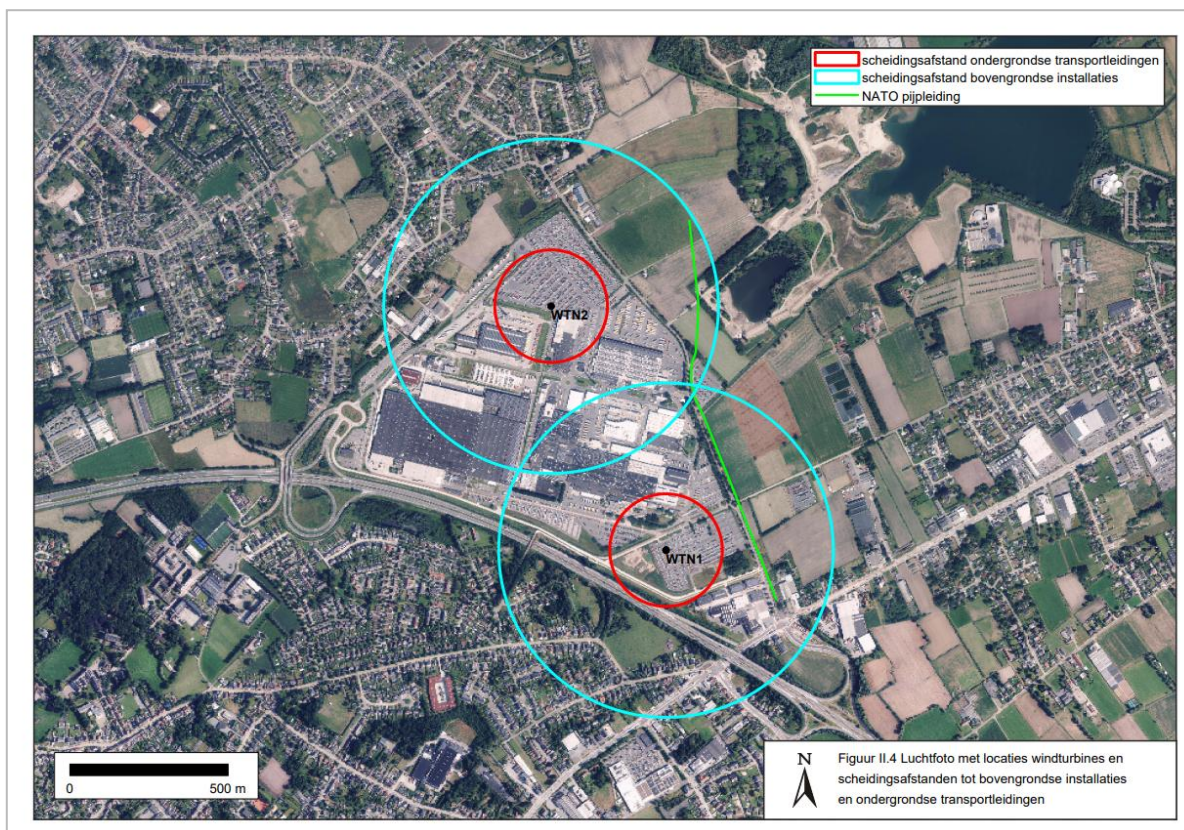 scheidingsafstand ondergrondse transportleidingen
scheidingsafstand bovengrondse installaties
NATO pijpleiding
WTN2
WTN1
0 500 m
N
Figuur II.4 Luchtfoto met locaties windturbines en
scheidingsafstanden tot bovengrondse installaties
en ondergrondse transportleidingen